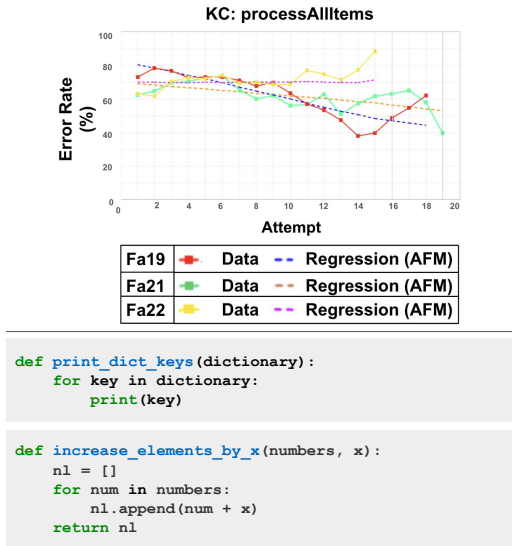 KC: processAllItems
100
80
60
40
20
0
Error Rate
(%)
0 2 4 6 8 10 12 14 16 18 20
Attempt
Fa19 Data Regression (AFM)
Fa21 Data Regression (AFM)
Fa22 Data Regression (AFM)
def print_dict_keys(dictionary):
for key in dictionary:
print(key)
def increase_elements_by_x(numbers, x):
nl = []
for num in numbers:
nl.append(num + x)
return nl